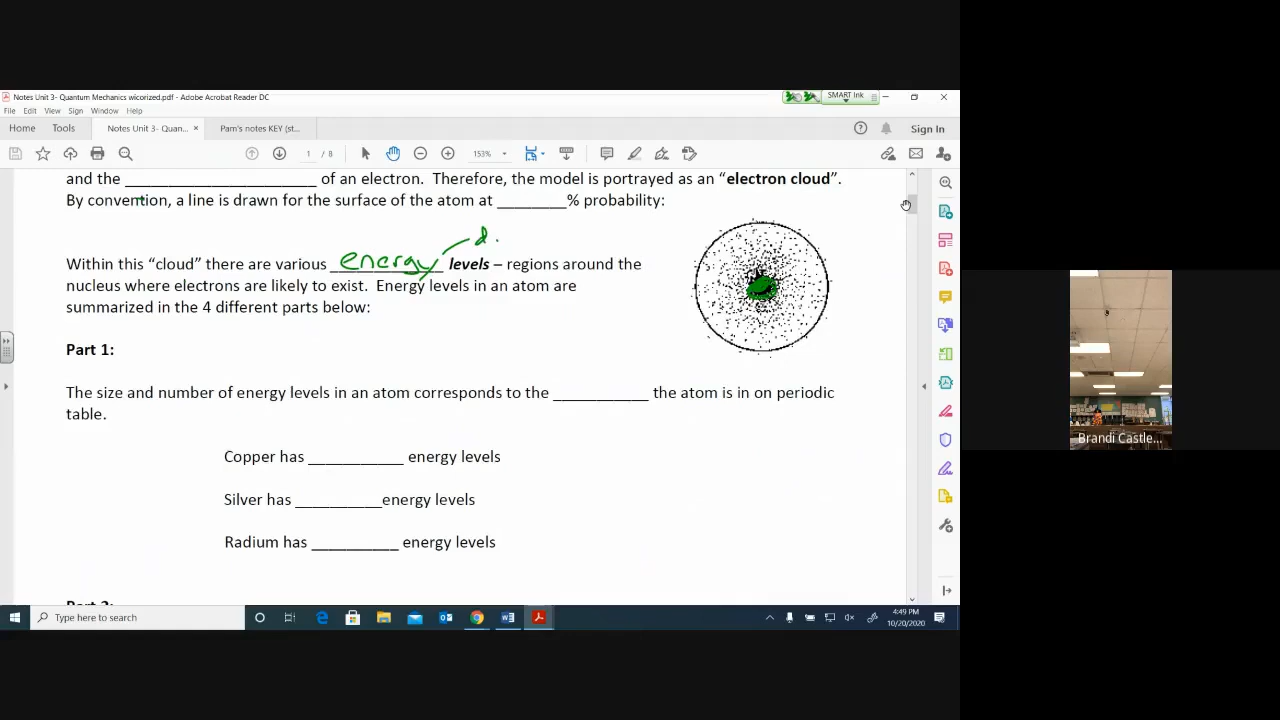 Notes Unit 3- Quantum Mechanics wicorized.pdf - Adobe Acrobat Reader DC
SMART Ink
File Edit View Sign Window Help
Home Tools Notes Unit 3- Quan... × Pam's notes KEY (st...
Sign In
1 / 8 153%
and the ______________________ of an electron. Therefore, the model is portrayed as an “electron cloud”.
By convention, a line is drawn for the surface of the atom at ________% probability:
d.
Within this “cloud” there are various energy levels – regions around the
nucleus where electrons are likely to exist. Energy levels in an atom are
summarized in the 4 different parts below:
Part 1:
The size and number of energy levels in an atom corresponds to the ___________ the atom is in on periodic
table.
Copper has ___________ energy levels
Silver has __________energy levels
Radium has __________ energy levels
Part 2:
Brandi Castle...
Type here to search
4:49 PM
10/20/2020